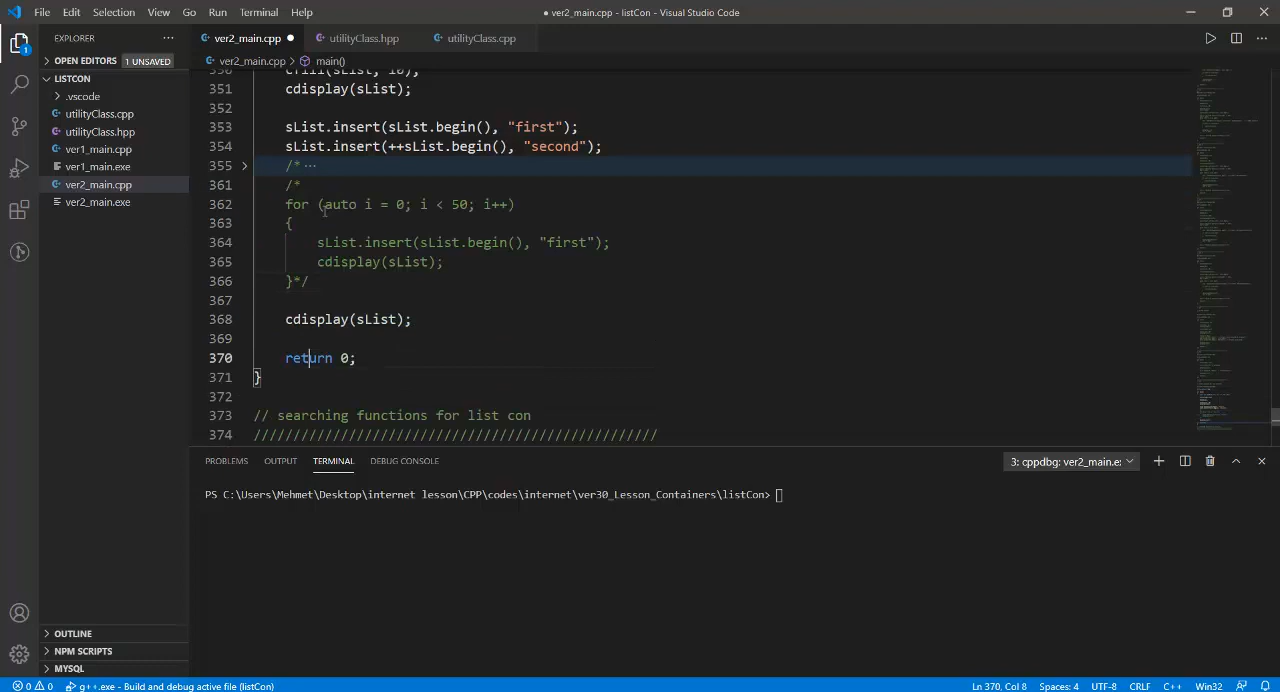 File Edit Selection View Go Run Terminal Help
● ver2_main.cpp - listCon - Visual Studio Code
EXPLORER ···
ver2_main.cpp ● utilityClass.hpp utilityClass.cpp
OPEN EDITORS 1 UNSAVED
ver2_main.cpp > main()
LISTCON
.vscode
utilityClass.cpp
utilityClass.hpp
ver1_main.cpp
ver1_main.exe
ver2_main.cpp
ver2_main.exe
350 cfill(sList, 10);
351 cdisplay(sList);
352
353 sList.insert(sList.begin(), "first");
354 sList.insert(++sList.begin(), "second");
355 > /* ···
361 /*
362 for (auto i = 0; i < 50; i++)
363 {
364 sList.insert(sList.begin(), "first");
365 cdisplay(sList);
366 }*/
367
368 cdisplay(sList);
369
370 return 0;
371 }
372
373 // searching functions for list con
374 ///////////////////////////////////////////////////
PROBLEMS OUTPUT TERMINAL DEBUG CONSOLE 3: cppdbg: ver2_main.e:
PS C:\Users\Mehmet\Desktop\internet lesson\CPP\codes\internet\ver30_Lesson_Containers\listCon>
OUTLINE
NPM SCRIPTS
MYSQL
0 0 g++.exe - Build and debug active file (listCon) Ln 370, Col 8 Spaces: 4 UTF-8 CRLF C++ Win32